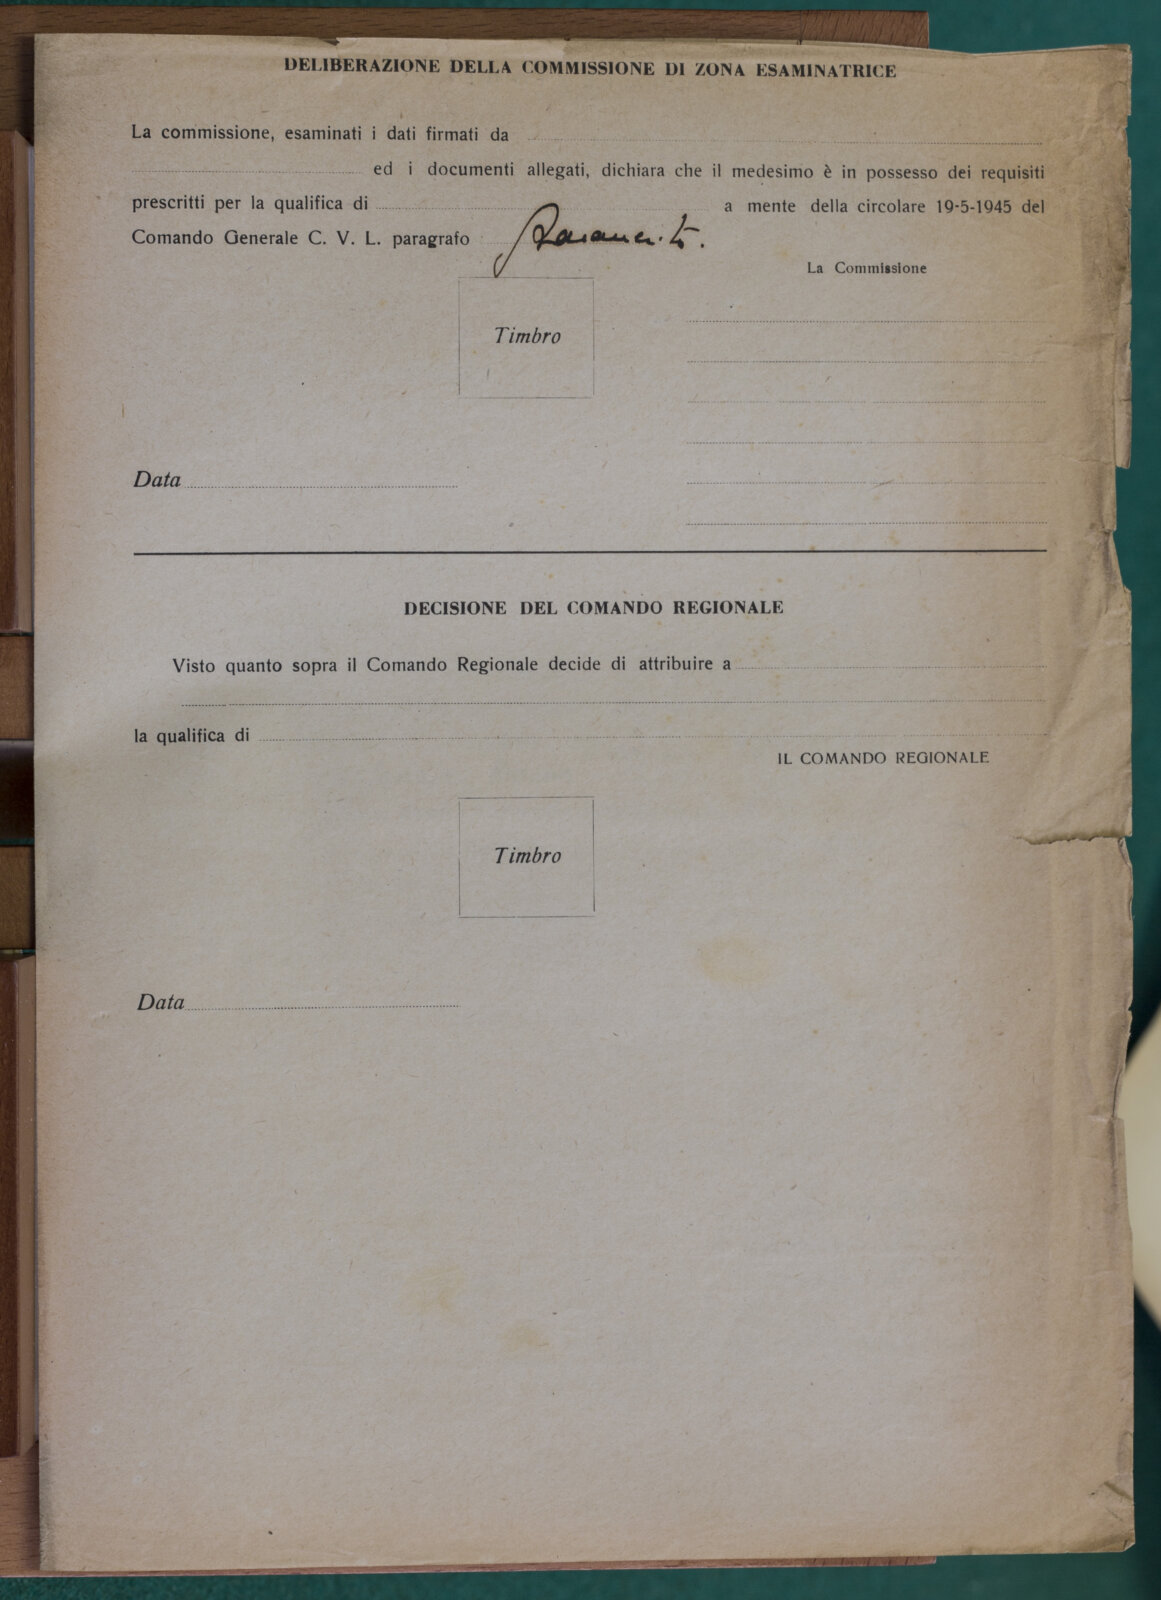 DELIBERAZIONE DELLA COMMISSIONE DI ZONA ESAMINATRICE
La commissione, esaminati i dati firmati da
ed i documenti allegati, dichiara che il medesimo è in possesso dei requisiti
prescritti per la qualifica di a mente della circolare 19-5-1945 del
Comando Generale C. V. L. paragrafo
La Commissione
Timbro
Data
DECISIONE DEL COMANDO REGIONALE
Visto quanto sopra il Comando Regionale decide di attribuire a
la qualifica di
IL COMANDO REGIONALE
Timbro
Data